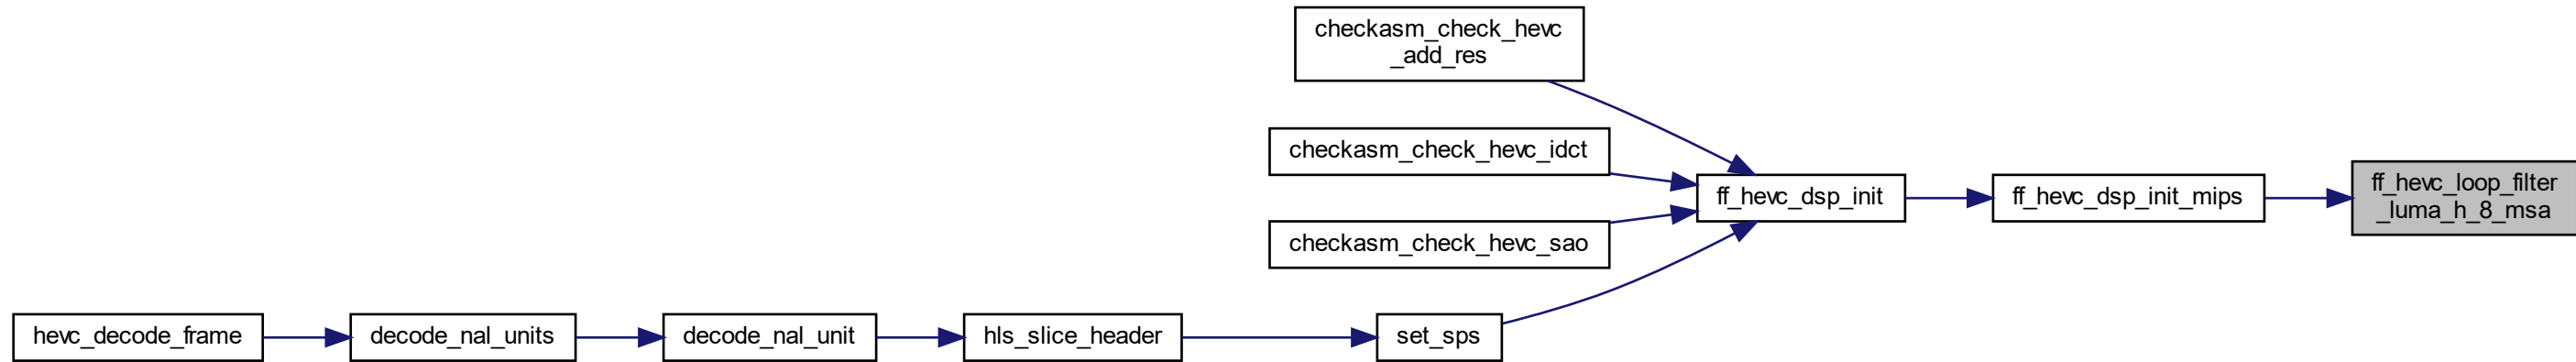 checkasm_check_hevc
_add_res
checkasm_check_hevc_idct
ff_hevc_loop_filter
_luma_h_8_msa
ff_hevc_dsp_init
ff_hevc_dsp_init_mips
checkasm_check_hevc_sao
hevc_decode_frame
decode_nal_units
decode_nal_unit
hls_slice_header
set_sps